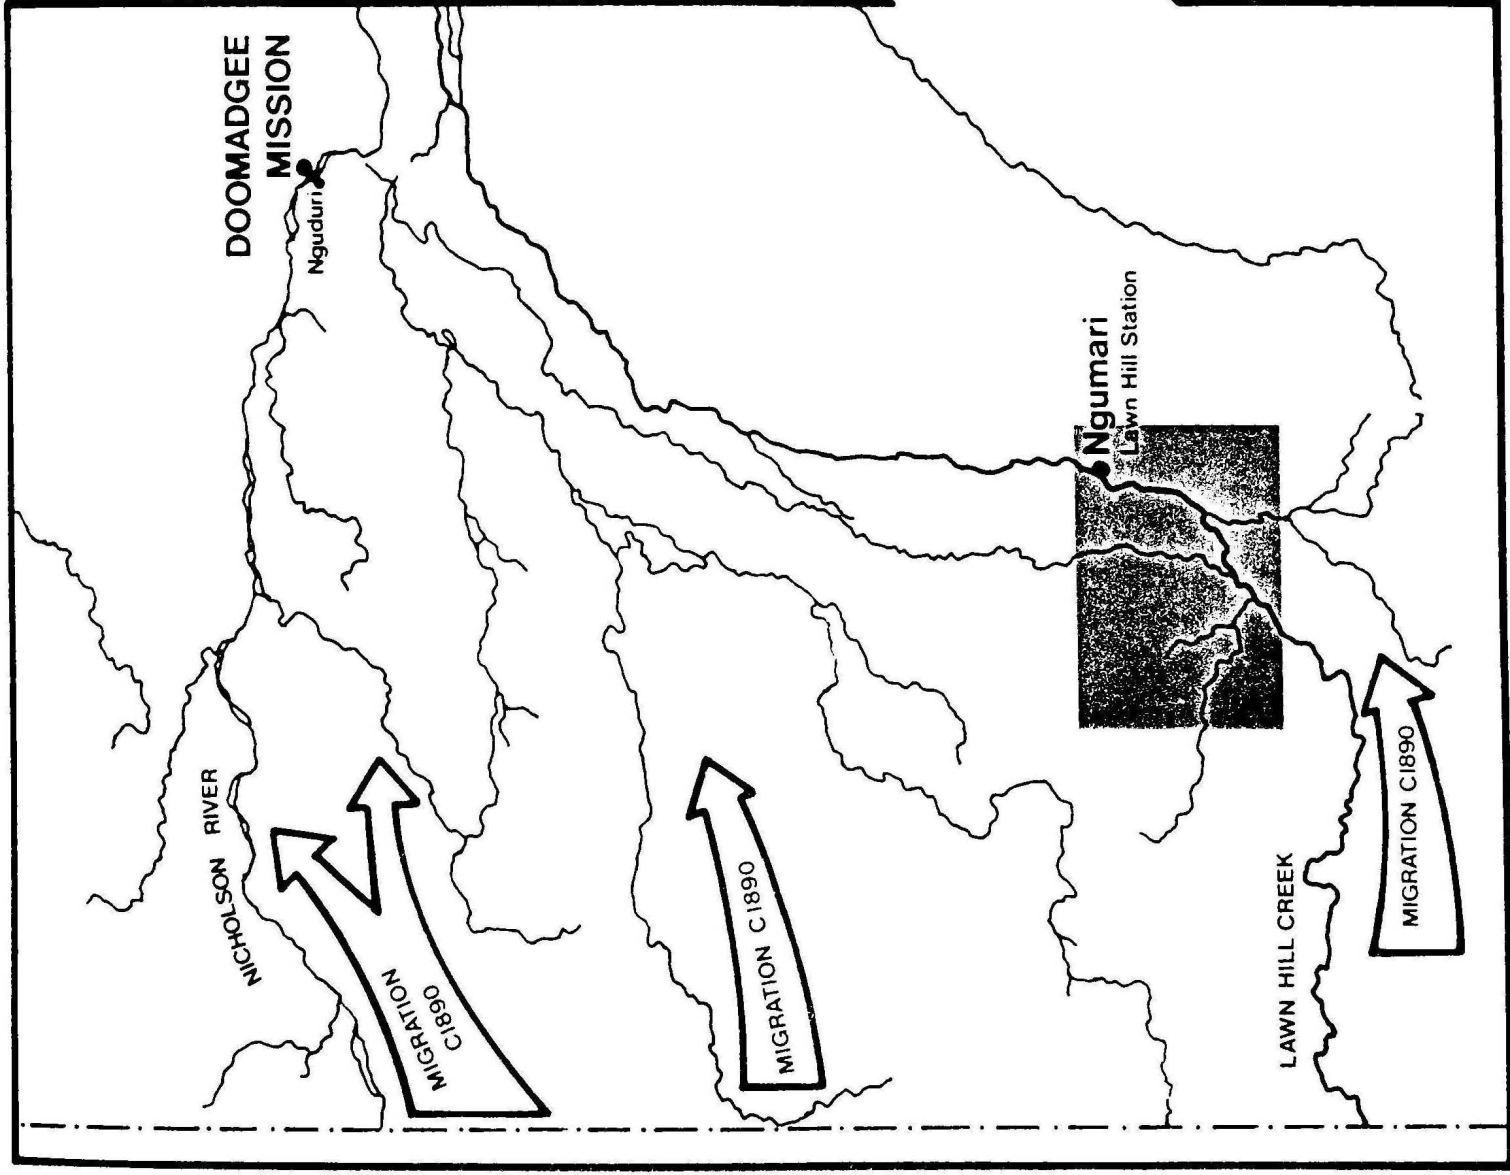 DOOMADGEE
MISSION
Nguduri
NICHOLSON RIVER
MIGRATION
C1890
MIGRATION C1890
Ngumari
Lawn Hill Station
LAWN HILL CREEK
MIGRATION C1890